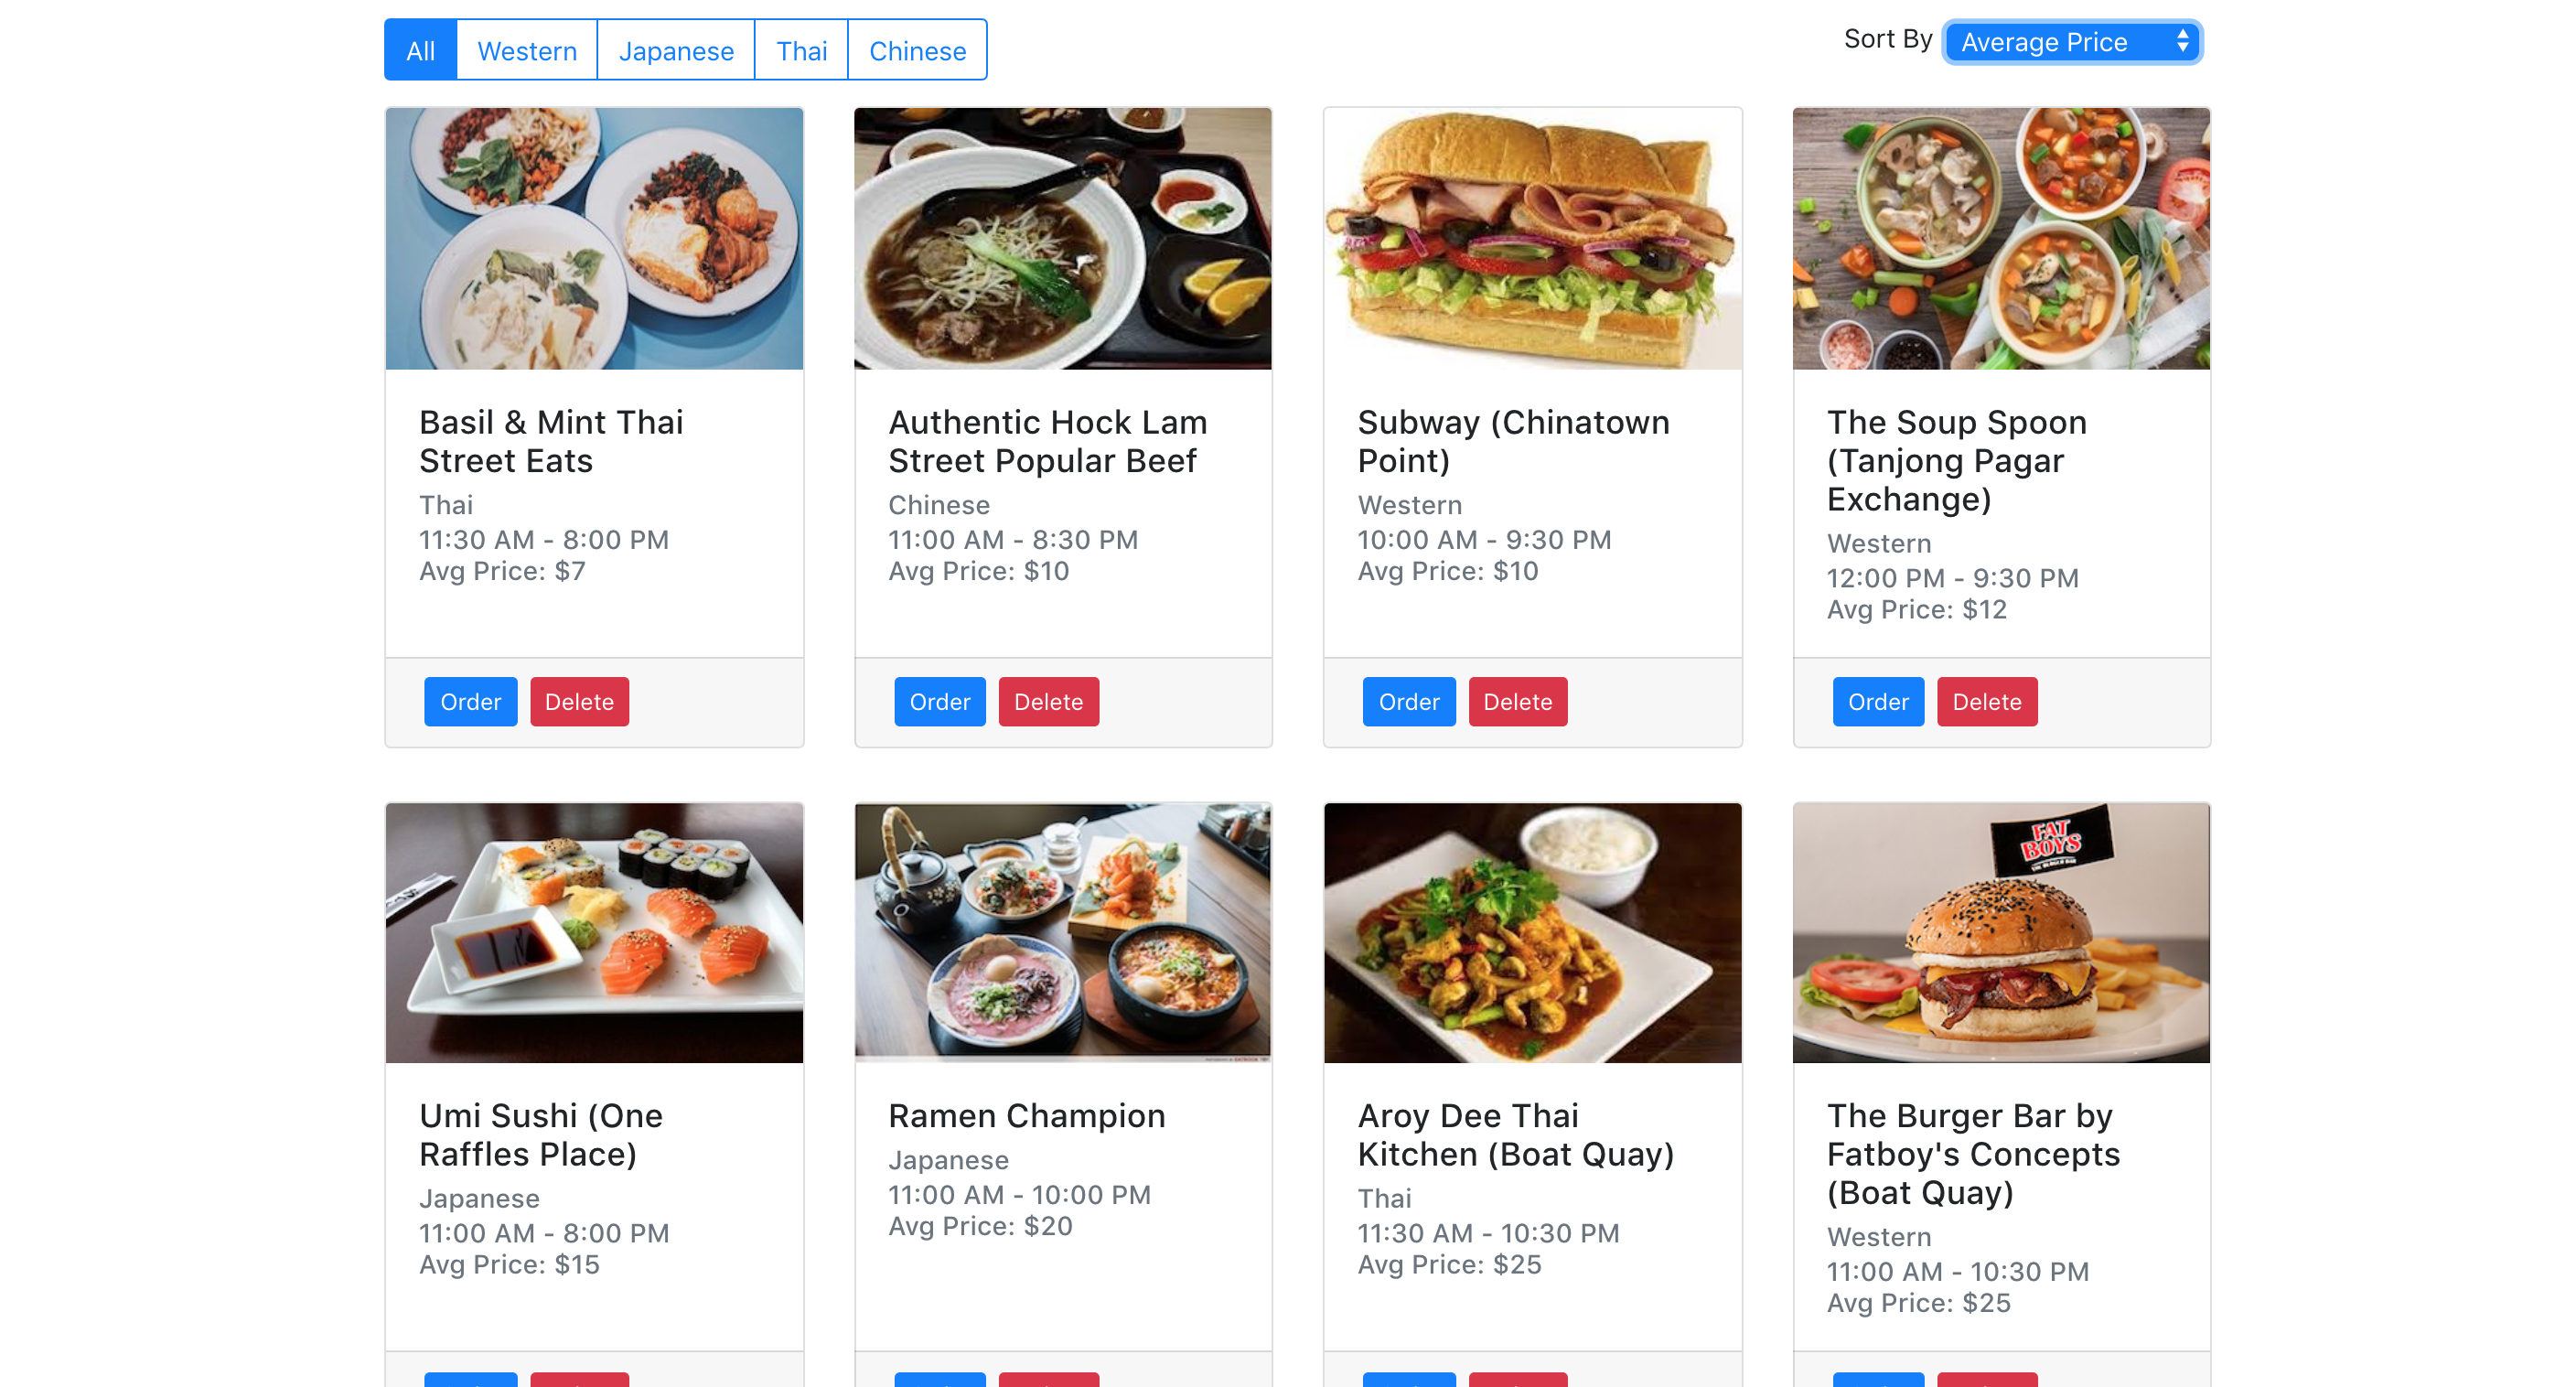 All
Western
Japanese
Thai
Chinese
Sort By
Average Price
Basil & Mint Thai
Street Eats
Thai
11:30 AM - 8:00 PM
Avg Price: $7
Order
Delete
Authentic Hock Lam
Street Popular Beef
Chinese
11:00 AM - 8:30 PM
Avg Price: $10
Order
Delete
Subway (Chinatown
Point)
Western
10:00 AM - 9:30 PM
Avg Price: $10
Order
Delete
The Soup Spoon
(Tanjong Pagar
Exchange)
Western
12:00 PM - 9:30 PM
Avg Price: $12
Order
Delete
Umi Sushi (One
Raffles Place)
Japanese
11:00 AM - 8:00 PM
Avg Price: $15
Ramen Champion
Japanese
11:00 AM - 10:00 PM
Avg Price: $20
Aroy Dee Thai
Kitchen (Boat Quay)
Thai
11:30 AM - 10:30 PM
Avg Price: $25
FAT
BOYS
The Burger Bar by
Fatboy's Concepts
(Boat Quay)
Western
11:00 AM - 10:30 PM
Avg Price: $25